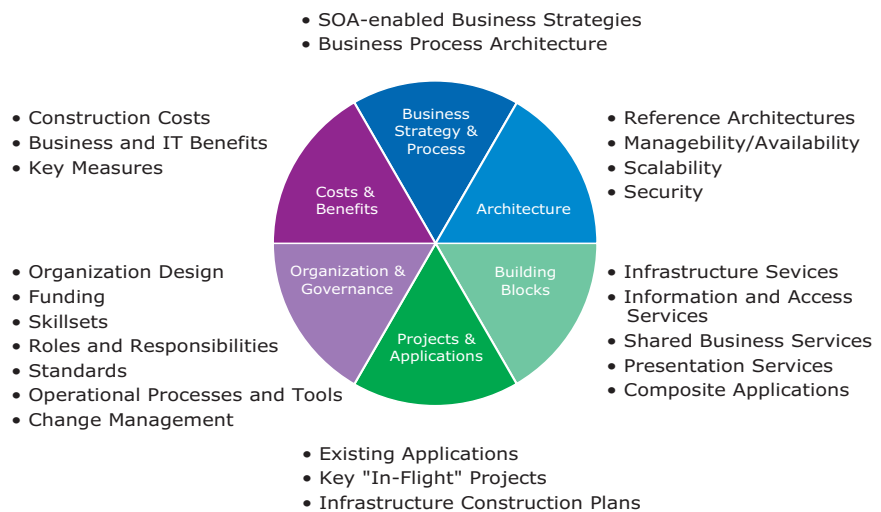 • SOA-enabled Business Strategies
• Business Process Architecture
• Construction Costs
• Business and IT Benefits
• Key Measures
Business
Strategy &
Process
• Reference Architectures
• Managebility/Availability
• Scalability
• Security
Costs &
Benefits
Architecture
• Organization Design
• Funding
• Skillsets
• Roles and Responsibilities
• Standards
• Operational Processes and Tools
• Change Management
Organization &
Governance
Building
Blocks
• Infrastructure Sevices
• Information and Access
Services
• Shared Business Services
• Presentation Services
• Composite Applications
Projects &
Applications
• Existing Applications
• Key "In-Flight" Projects
• Infrastructure Construction Plans